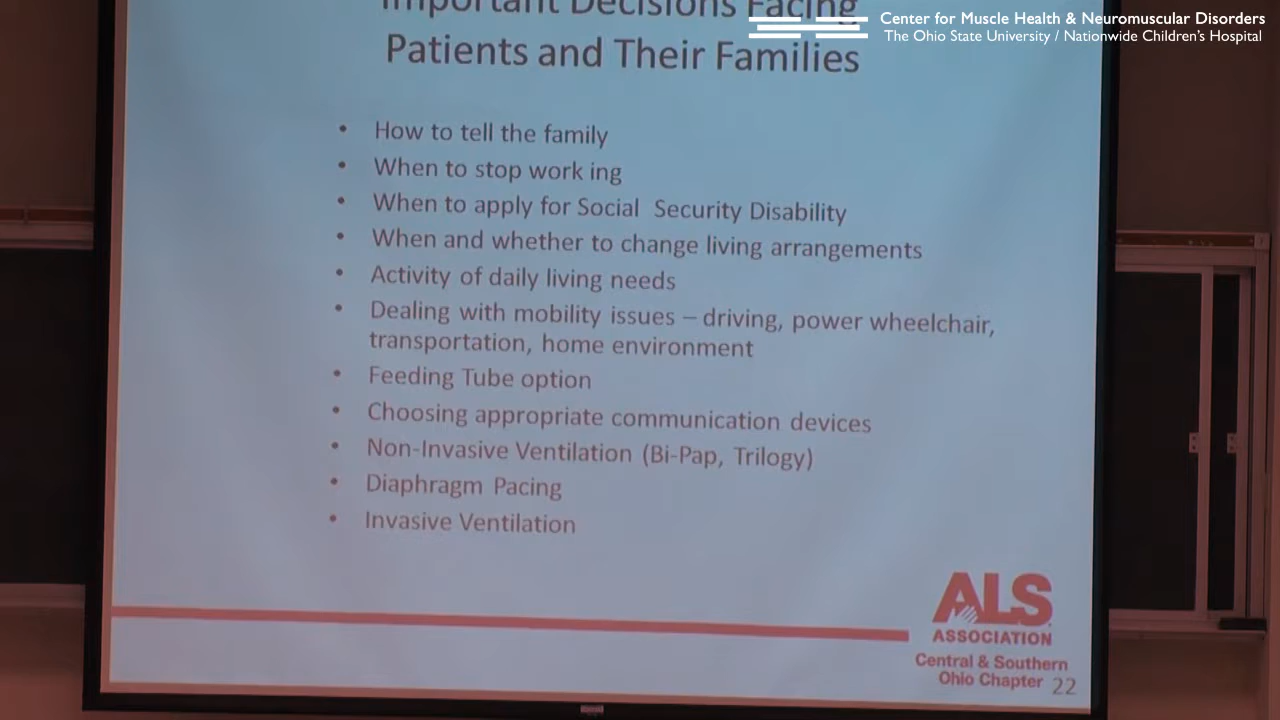 Important Decisions Facing
Patients and Their Families
Center for Muscle Health & Neuromuscular Disorders
The Ohio State University / Nationwide Children's Hospital
• How to tell the family
• When to stop work ing
• When to apply for Social Security Disability
• When and whether to change living arrangements
• Activity of daily living needs
• Dealing with mobility issues – driving, power wheelchair,
transportation, home environment
• Feeding Tube option
• Choosing appropriate communication devices
• Non-Invasive Ventilation (Bi-Pap, Trilogy)
• Diaphragm Pacing
• Invasive Ventilation
ALS
ASSOCIATION
Central & Southern
Ohio Chapter 22